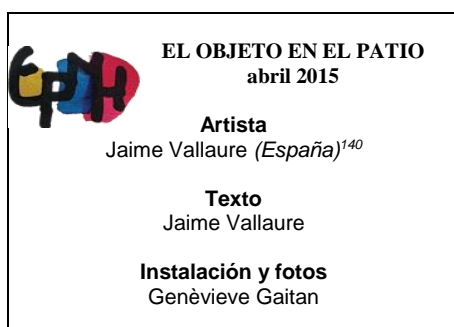 EPNH
EL OBJETO EN EL PATIO
abril 2015
Artista
Jaime Vallaure (España)140
Texto
Jaime Vallaure
Instalación y fotos
Genèvieve Gaitan